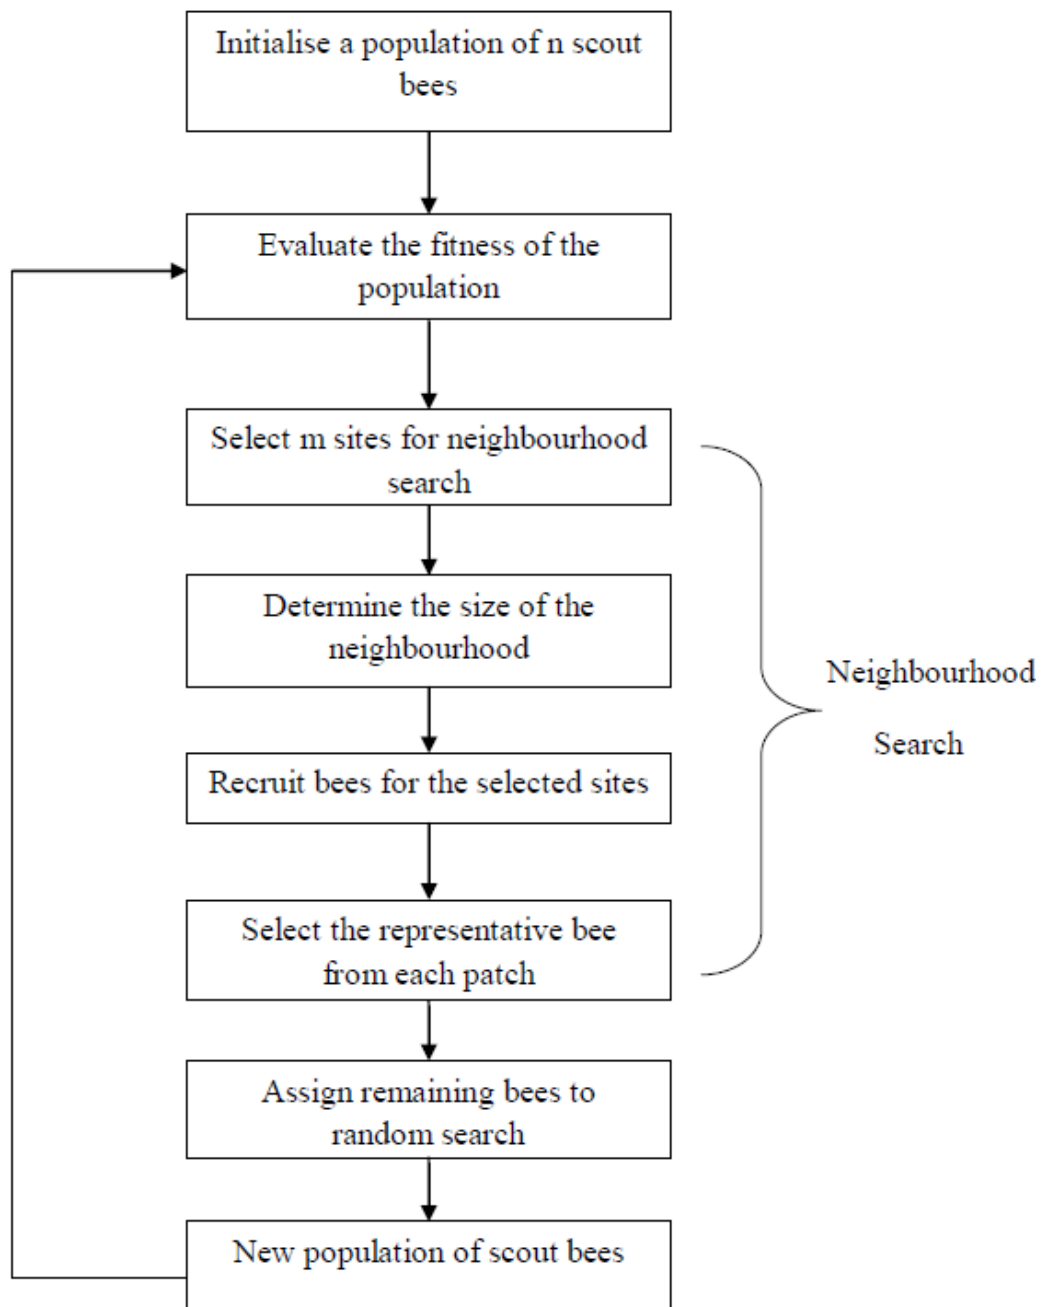 Initialise a population of n scout
bees
Evaluate the fitness of the
population
Select m sites for neighbourhood
search
Determine the size of the
neighbourhood
Recruit bees for the selected sites
Select the representative bee
from each patch
Assign remaining bees to
random search
New population of scout bees
Neighbourhood
Search